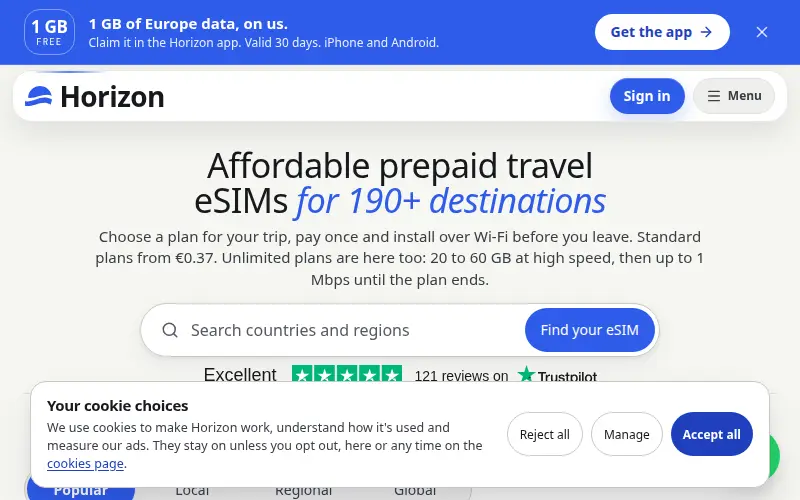 1 GB
FREE
1 GB of Europe data, on us.
Claim it in the Horizon app. Valid 30 days. iPhone and Android.
Get the app
Horizon
Sign in
Menu
Affordable prepaid travel
eSIMs for 190+ destinations
Choose a plan for your trip, pay once and install over Wi-Fi before you leave. Standard
plans from €0.37. Unlimited plans are here too: 20 to 60 GB at high speed, then up to 1
Mbps until the plan ends.
Search countries and regions
Find your eSIM
Excellent
121 reviews on
Trustpilot
Your cookie choices
We use cookies to make Horizon work, understand how it's used and
measure our ads. They stay on unless you opt out, here or any time on the
cookies page.
Reject all
Manage
Accept all
Popular
Local
Regional
Global